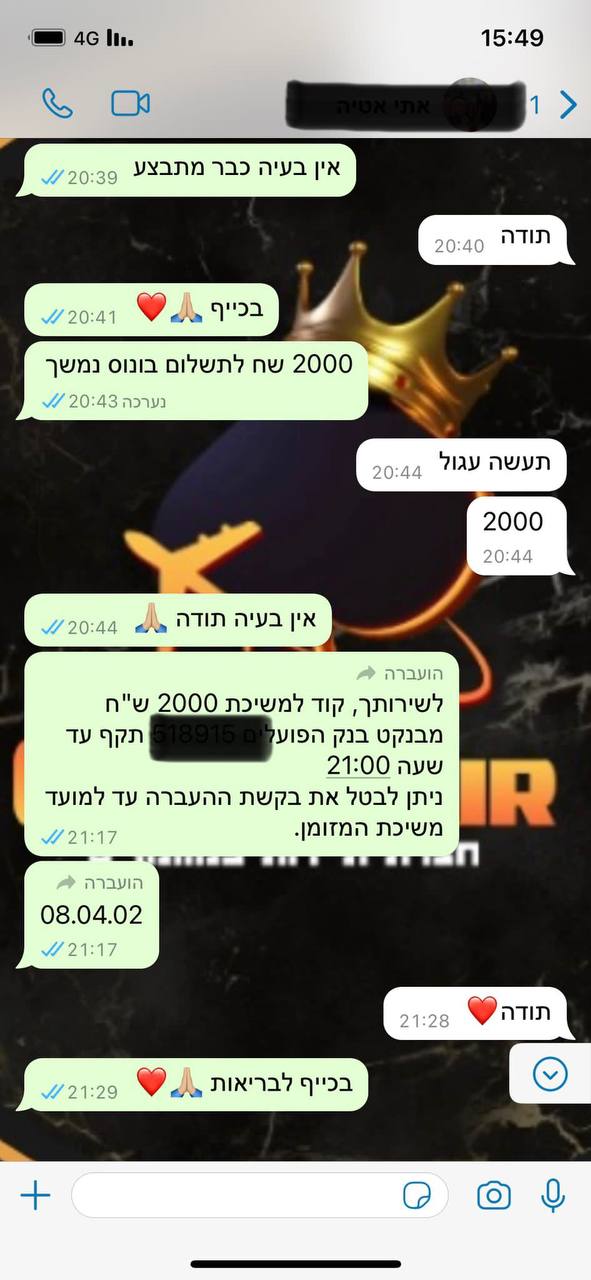 4G 15:49
1
אין בעיה כבר מתבצע
20:39
תודה
20:40
בכייף 🙏🏼 ❤️
20:41
2000 שח לתשלום בונוס נמשך
נערכה 20:43
תעשה עגול
20:44
2000
20:44
אין בעיה תודה 🙏🏼
20:44
הועברה
לשירותך, קוד למשיכת 2000 ש"ח
מבנקט בנק הפועלים תקף עד
שעה 21:00
ניתן לבטל את בקשת ההעברה עד למועד
משיכת המזומן.
21:17
הועברה
08.04.02
21:17
תודה❤️
21:28
בכייף לבריאות 🙏🏼 ❤️
21:29
IR